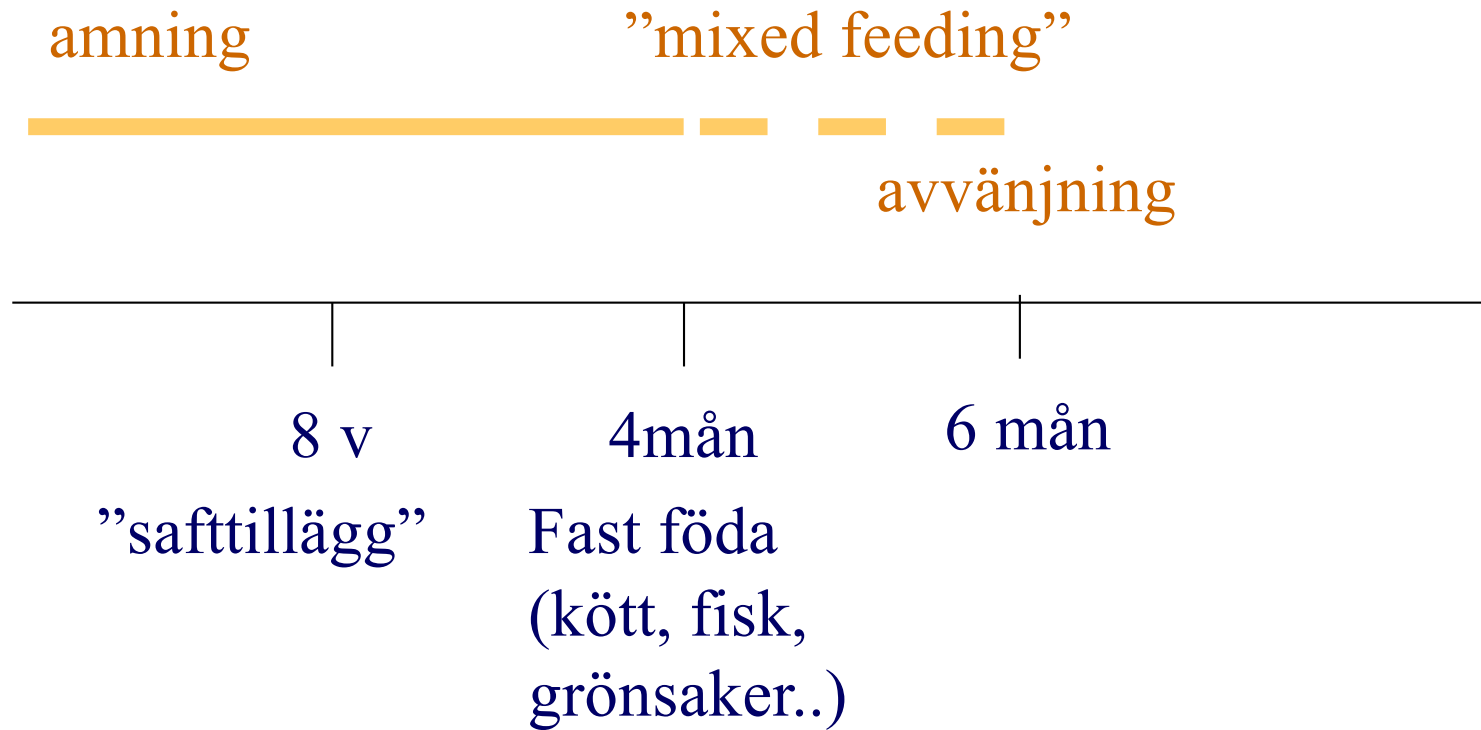 amning
”mixed feeding”
avvänjning
8 v
4mån
6 mån
”safttillägg”
Fast föda
(kött, fisk,
grönsaker..)